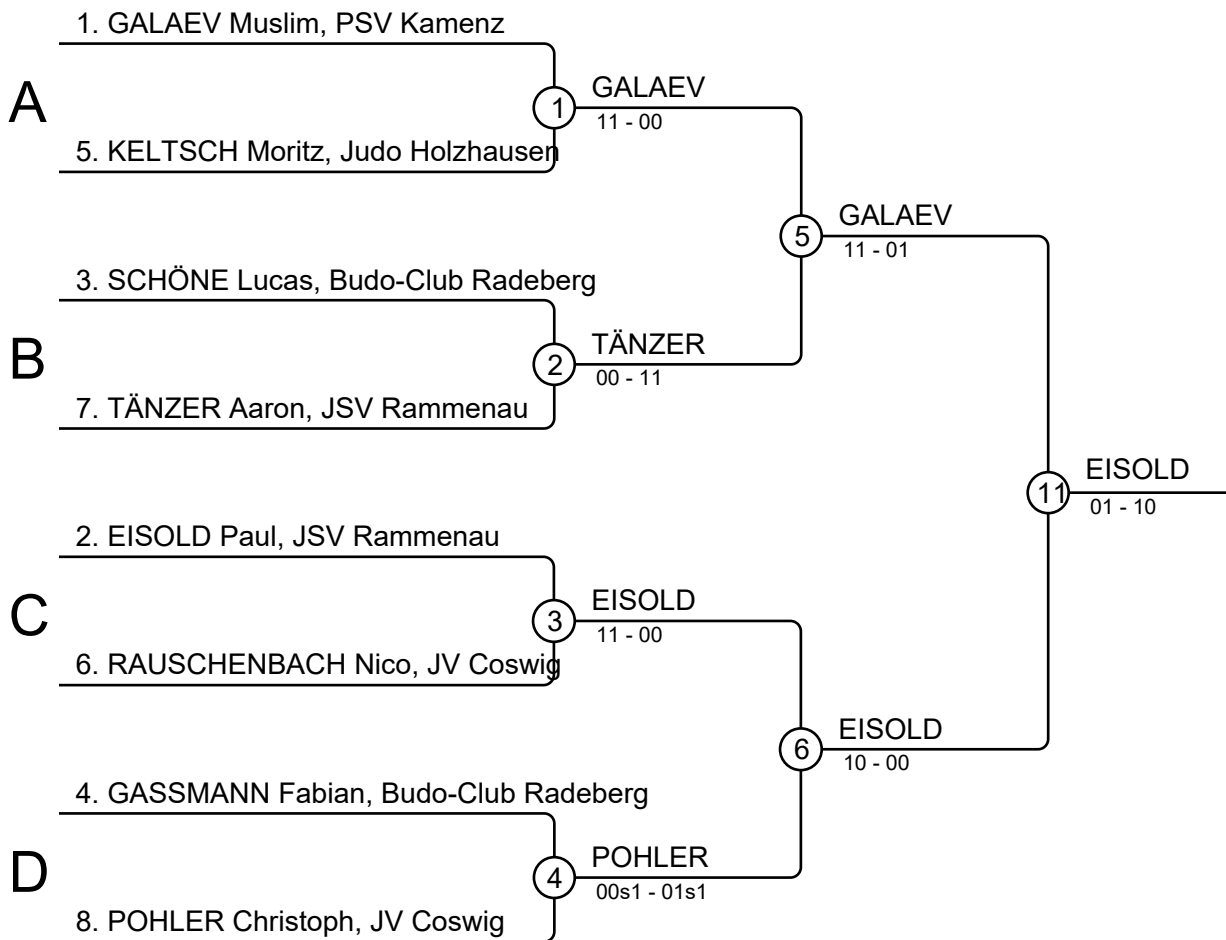 1. GALAEV Muslim, PSV Kamenz
A
1
GALAEV
11 - 00
5. KELTSCH Moritz, Judo Holzhausen
5
GALAEV
11 - 01
3. SCHÖNE Lucas, Budo-Club Radeberg
B
2
TÄNZER
00 - 11
7. TÄNZER Aaron, JSV Rammenau
11
EISOLD
01 - 10
2. EISOLD Paul, JSV Rammenau
C
3
EISOLD
11 - 00
6. RAUSCHENBACH Nico, JV Coswig
6
EISOLD
10 - 00
4. GASSMANN Fabian, Budo-Club Radeberg
D
4
POHLER
00s1 - 01s1
8. POHLER Christoph, JV Coswig